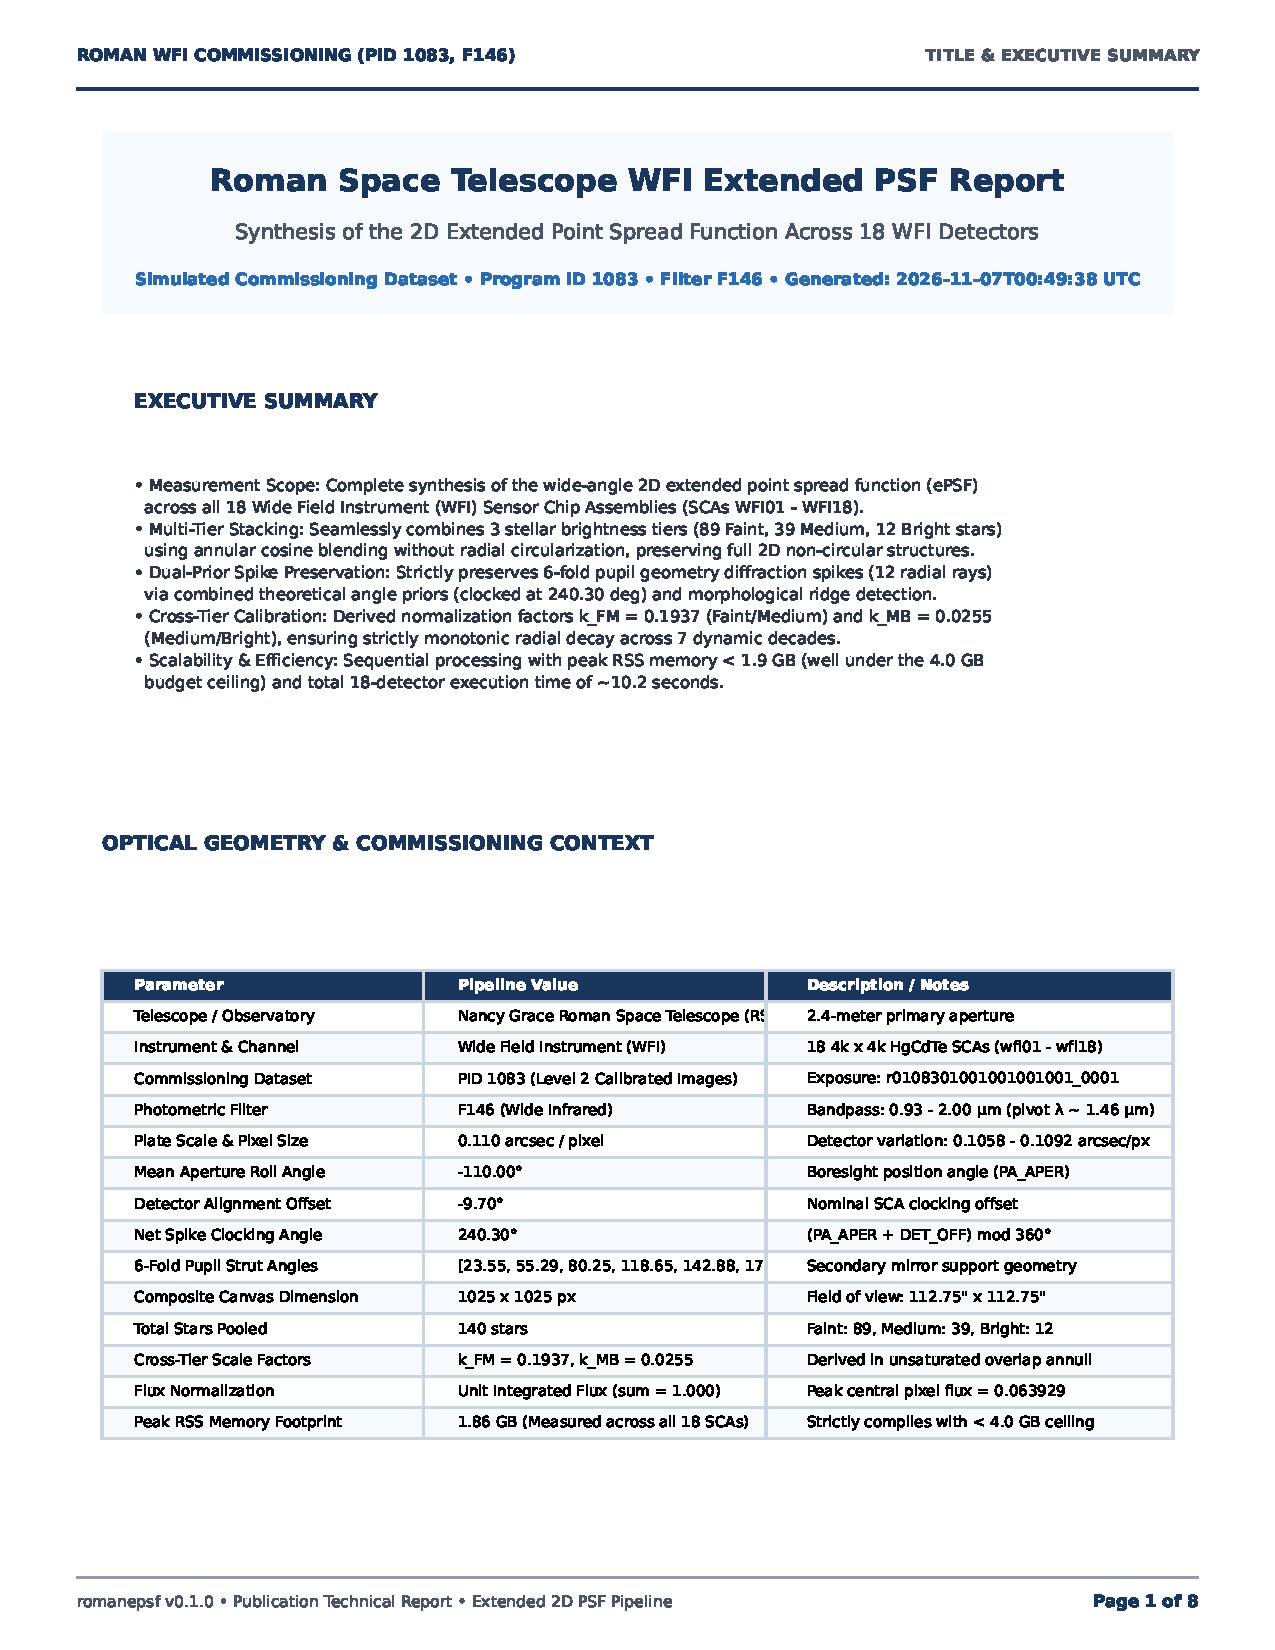 ROMAN WFI COMMISSIONING (PID 1083, F146)
TITLE & EXECUTIVE SUMMARY
Roman Space Telescope WFI Extended PSF Report
Synthesis of the 2D Extended Point Spread Function Across 18 WFI Detectors
Simulated Commissioning Dataset • Program ID 1083 • Filter F146 • Generated: 2026-11-07T00:49:38 UTC
EXECUTIVE SUMMARY
• Measurement Scope: Complete synthesis of the wide-angle 2D extended point spread function (ePSF)
across all 18 Wide Field Instrument (WFI) Sensor Chip Assemblies (SCAs WFI01 - WFI18).
• Multi-Tier Stacking: Seamlessly combines 3 stellar brightness tiers (89 Faint, 39 Medium, 12 Bright stars)
using annular cosine blending without radial circularization, preserving full 2D non-circular structures.
• Dual-Prior Spike Preservation: Strictly preserves 6-fold pupil geometry diffraction spikes (12 radial rays)
via combined theoretical angle priors (clocked at 240.30 deg) and morphological ridge detection.
• Cross-Tier Calibration: Derived normalization factors k_FM = 0.1937 (Faint/Medium) and k_MB = 0.0255
(Medium/Bright), ensuring strictly monotonic radial decay across 7 dynamic decades.
• Scalability & Efficiency: Sequential processing with peak RSS memory < 1.9 GB (well under the 4.0 GB
budget ceiling) and total 18-detector execution time of ~10.2 seconds.
OPTICAL GEOMETRY & COMMISSIONING CONTEXT
Parameter Pipeline Value Description / Notes
Telescope / Observatory Nancy Grace Roman Space Telescope (RS 2.4-meter primary aperture
Instrument & Channel Wide Field Instrument (WFI) 18 4k x 4k HgCdTe SCAs (wfi01 - wfi18)
Commissioning Dataset PID 1083 (Level 2 Calibrated Images) Exposure: r0108301001001001001_0001
Photometric Filter F146 (Wide Infrared) Bandpass: 0.93 - 2.00 µm (pivot λ ~ 1.46 µm)
Plate Scale & Pixel Size 0.110 arcsec / pixel Detector variation: 0.1058 - 0.1092 arcsec/px
Mean Aperture Roll Angle -110.00° Boresight position angle (PA_APER)
Detector Alignment Offset -9.70° Nominal SCA clocking offset
Net Spike Clocking Angle 240.30° (PA_APER + DET_OFF) mod 360°
6-Fold Pupil Strut Angles [23.55, 55.29, 80.25, 118.65, 142.88, 17 Secondary mirror support geometry
Composite Canvas Dimension 1025 x 1025 px Field of view: 112.75" x 112.75"
Total Stars Pooled 140 stars Faint: 89, Medium: 39, Bright: 12
Cross-Tier Scale Factors k_FM = 0.1937, k_MB = 0.0255 Derived in unsaturated overlap annuli
Flux Normalization Unit Integrated Flux (sum = 1.000) Peak central pixel flux = 0.063929
Peak RSS Memory Footprint 1.86 GB (Measured across all 18 SCAs) Strictly complies with < 4.0 GB ceiling
romanepsf v0.1.0 • Publication Technical Report • Extended 2D PSF Pipeline
Page 1 of 8